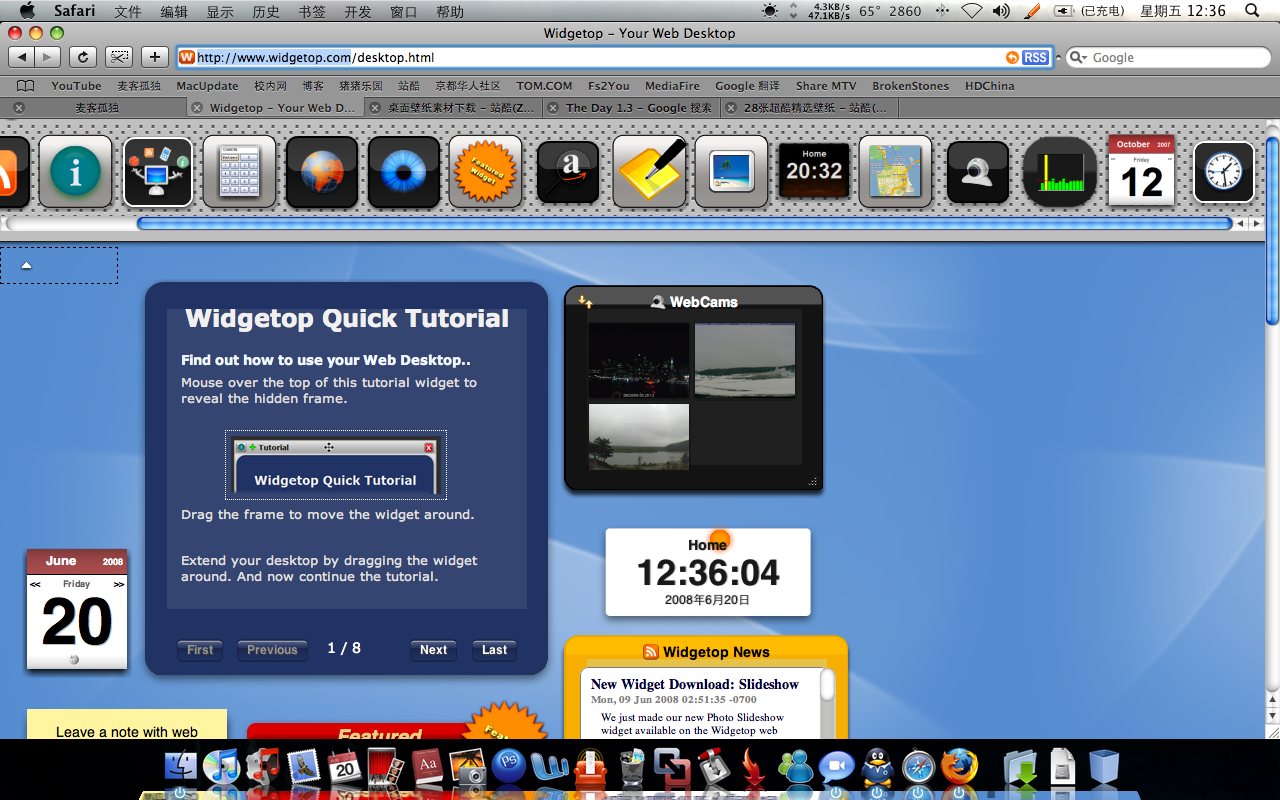 Safari 文件 编辑 显示 历史 书签 开发 窗口 帮助 4.3KB/s 47.1KB/s 65° 2860 (已充电) 星期五 12:36
Widgetop – Your Web Desktop
http://www.widgetop.com/desktop.html RSS Google
YouTube 麦客孤独 MacUpdate 校内网 博客 猪猪乐园 站酷 京都华人社区 TOM.COM Fs2You MediaFire Google 翻译 Share MTV BrokenStones HDChina
麦客孤独 Widgetop – Your Web D... 桌面壁纸素材下载 – 站酷(Z... The Day 1.3 – Google 搜索 28张超酷精选壁纸 – 站酷(...
Featured Widget
Home
20:32
October 2007
Friday
12
Widgetop Quick Tutorial
Find out how to use your Web Desktop..
Mouse over the top of this tutorial widget to
reveal the hidden frame.
Tutorial
Widgetop Quick Tutorial
Drag the frame to move the widget around.
Extend your desktop by dragging the widget
around. And now continue the tutorial.
First Previous 1 / 8 Next Last
WebCams
Home
12:36:04
2008年6月20日
June 2008
<< Friday >>
20
Widgetop News
New Widget Download: Slideshow
Mon, 09 Jun 2008 02:51:35 -0700
We just made our new Photo Slideshow
widget available on the Widgetop web
Leave a note with web
Featured
JUN
20
Aa